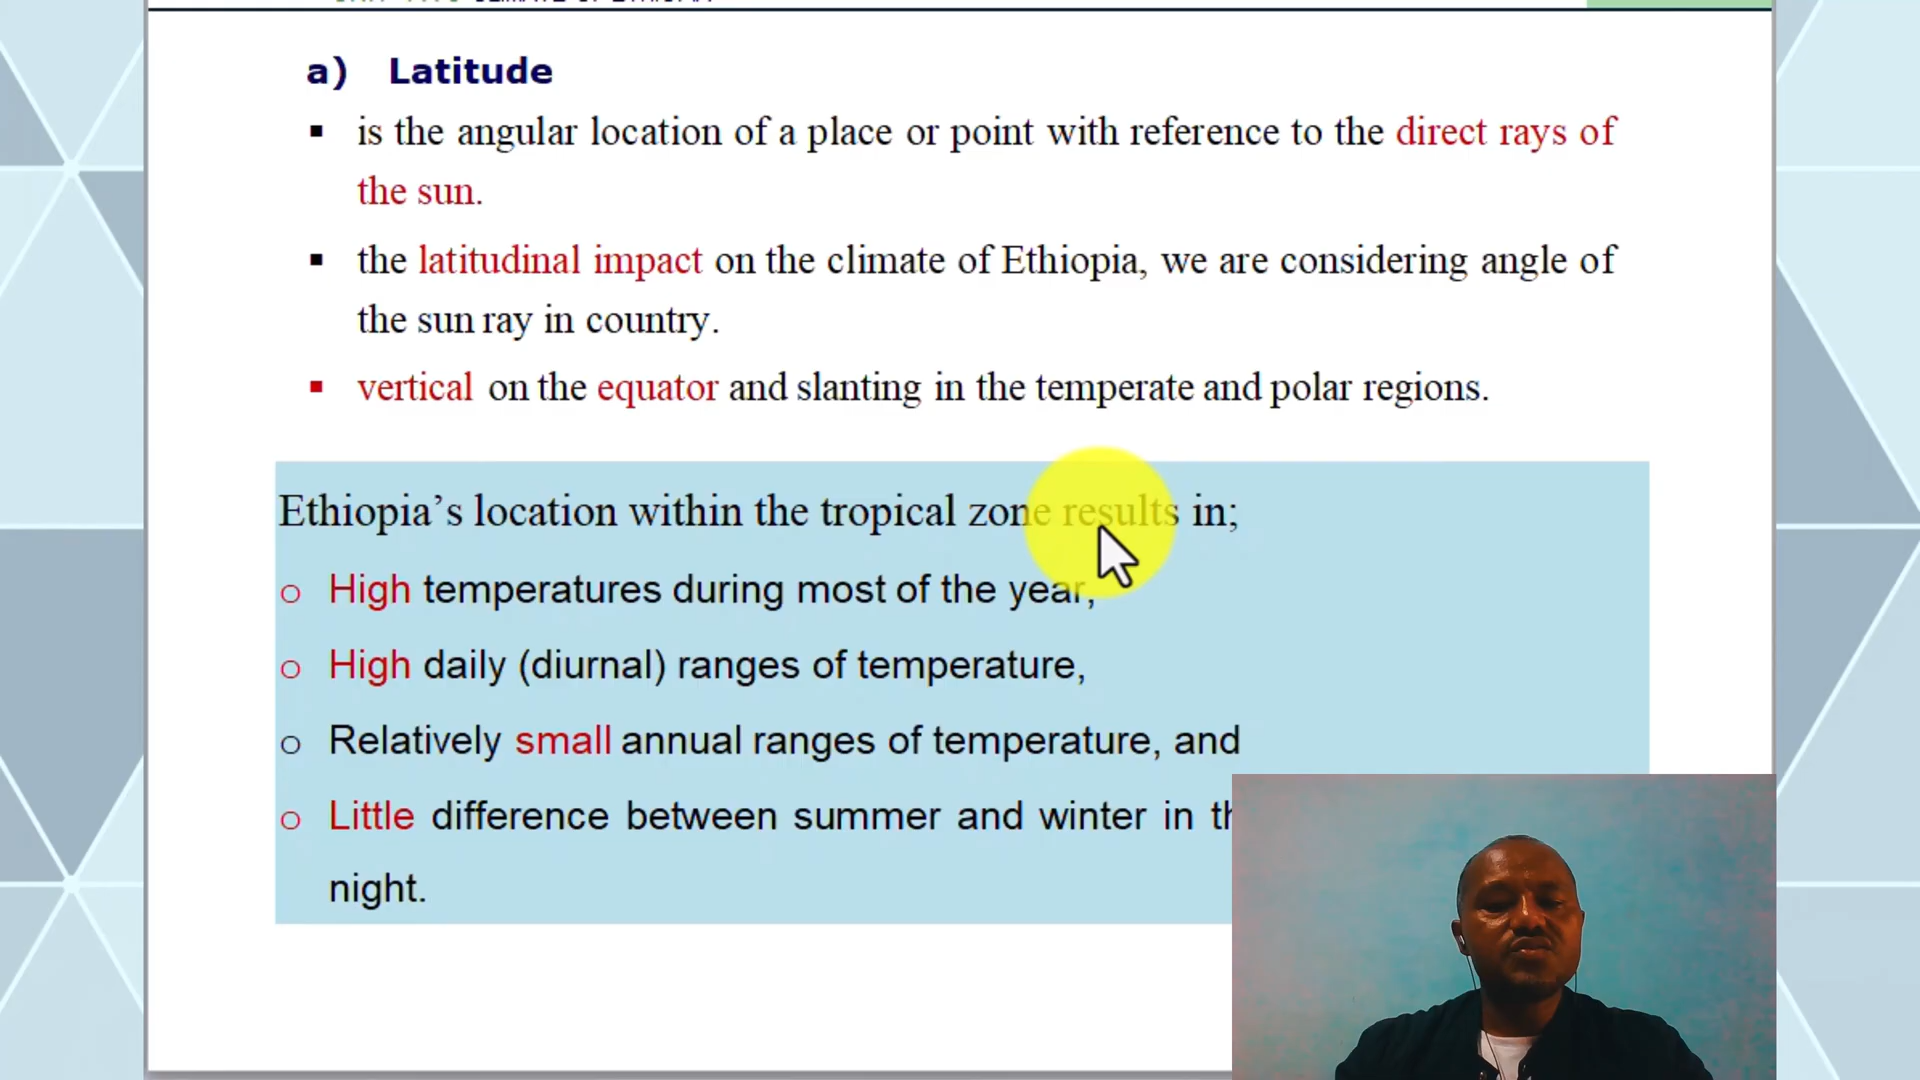 a) Latitude
▪ is the angular location of a place or point with reference to the direct rays of
the sun.
▪ the latitudinal impact on the climate of Ethiopia, we are considering angle of
the sun ray in country.
▪ vertical on the equator and slanting in the temperate and polar regions.
Ethiopia’s location within the tropical zone results in;
o High temperatures during most of the year,
o High daily (diurnal) ranges of temperature,
o Relatively small annual ranges of temperature, and
o Little difference between summer and winter in
night.